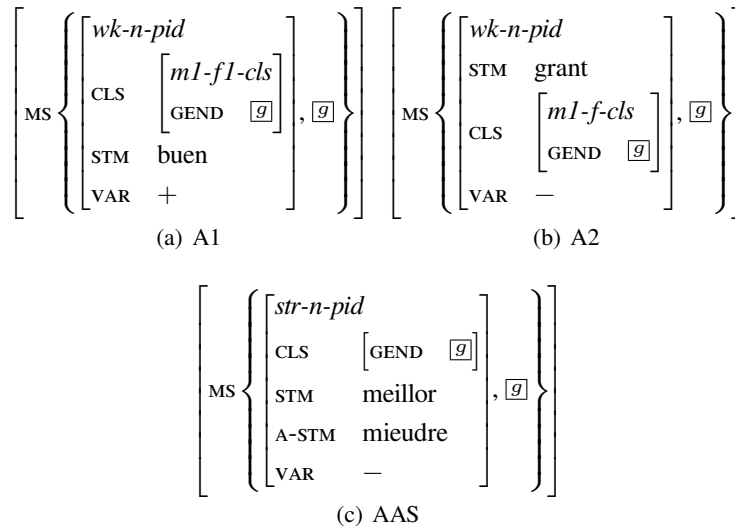 wk-n-pid
MS CLS m1-f1-cls
GEND g , g
STM buen
VAR +
(a) A1
wk-n-pid
STM grant
MS CLS m1-f-cls
GEND g , g
VAR −
(b) A2
str-n-pid
CLS [GEND g]
MS STM meillor , g
A-STM mieudre
VAR −
(c) AAS